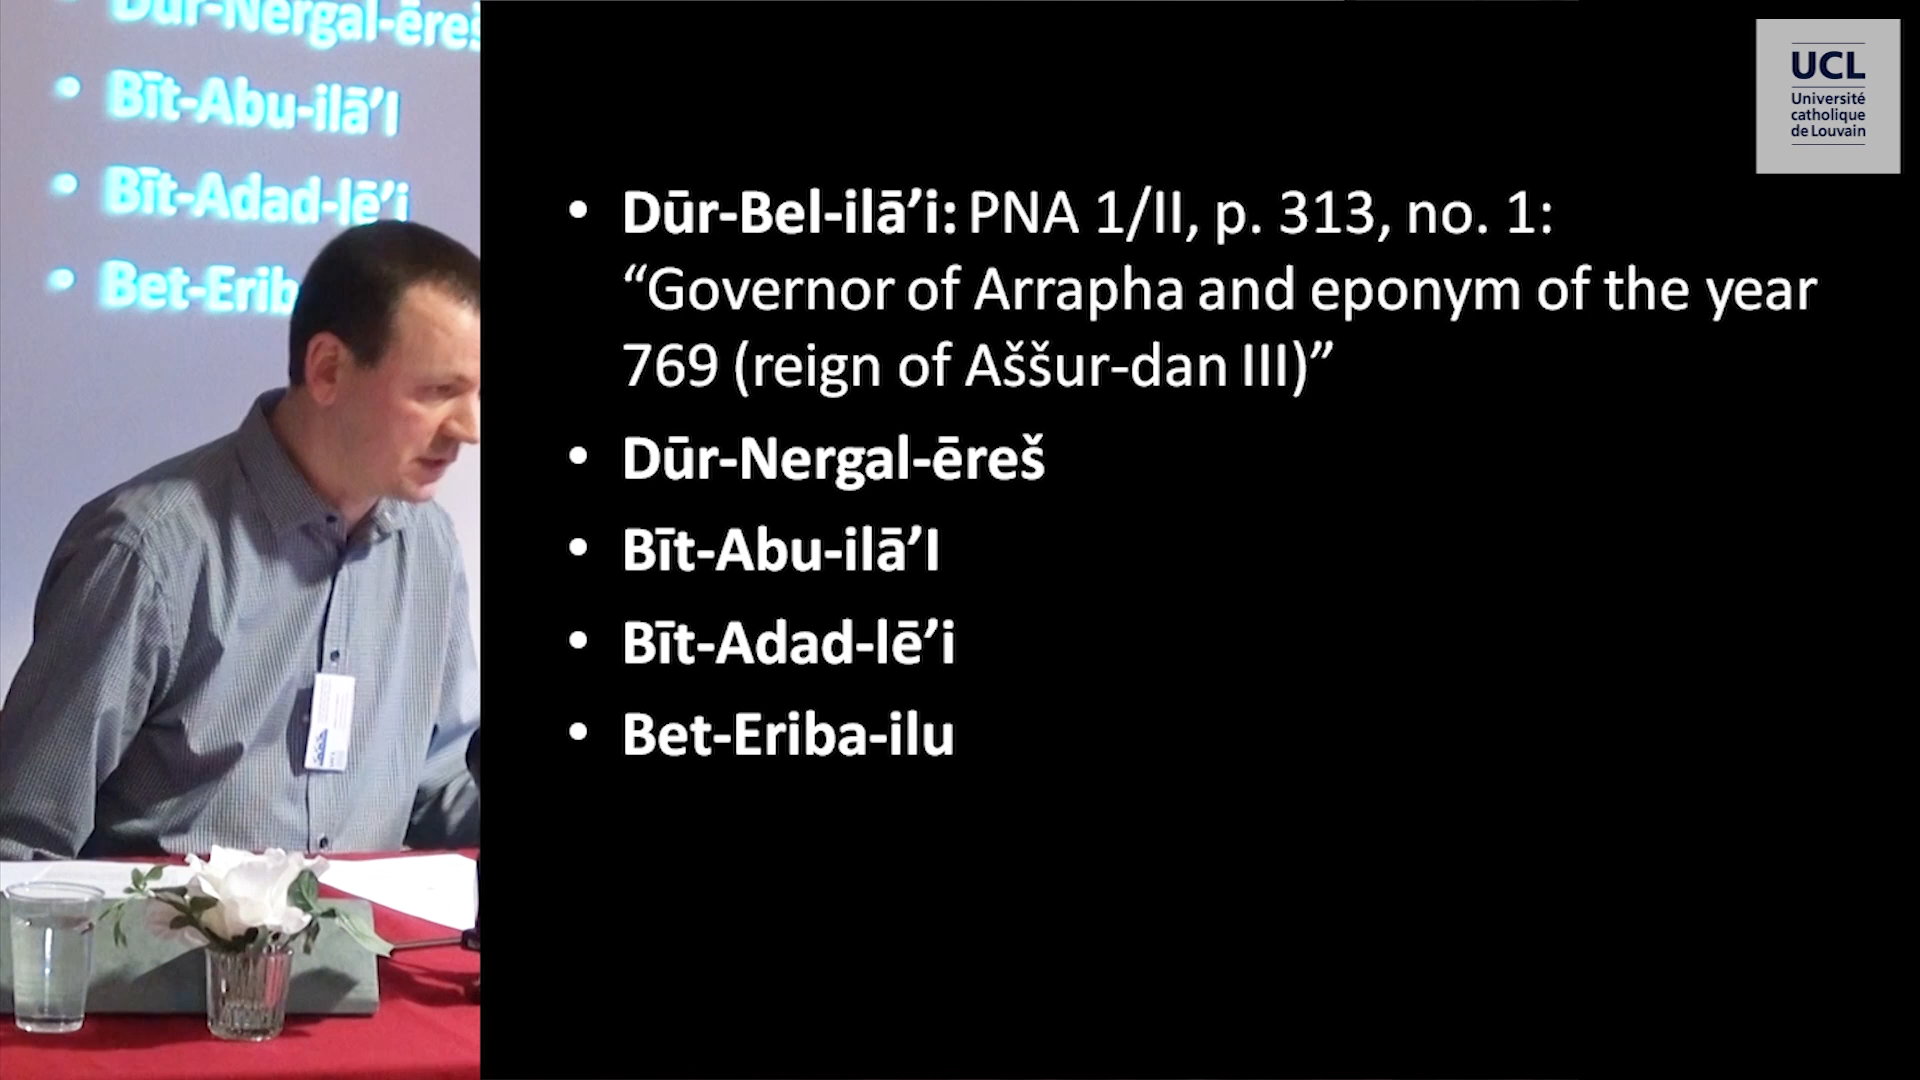 Dūr-Nergal-ēreš
• Bīt-Abu-ilā’I
• Bīt-Adad-lē’i
• Bet-Erib
UCL
Université
catholique
de Louvain
• Dūr-Bel-ilā’i: PNA 1/II, p. 313, no. 1:
“Governor of Arrapha and eponym of the year
769 (reign of Aššur-dan III)”
• Dūr-Nergal-ēreš
• Bīt-Abu-ilā’I
• Bīt-Adad-lē’i
• Bet-Eriba-ilu